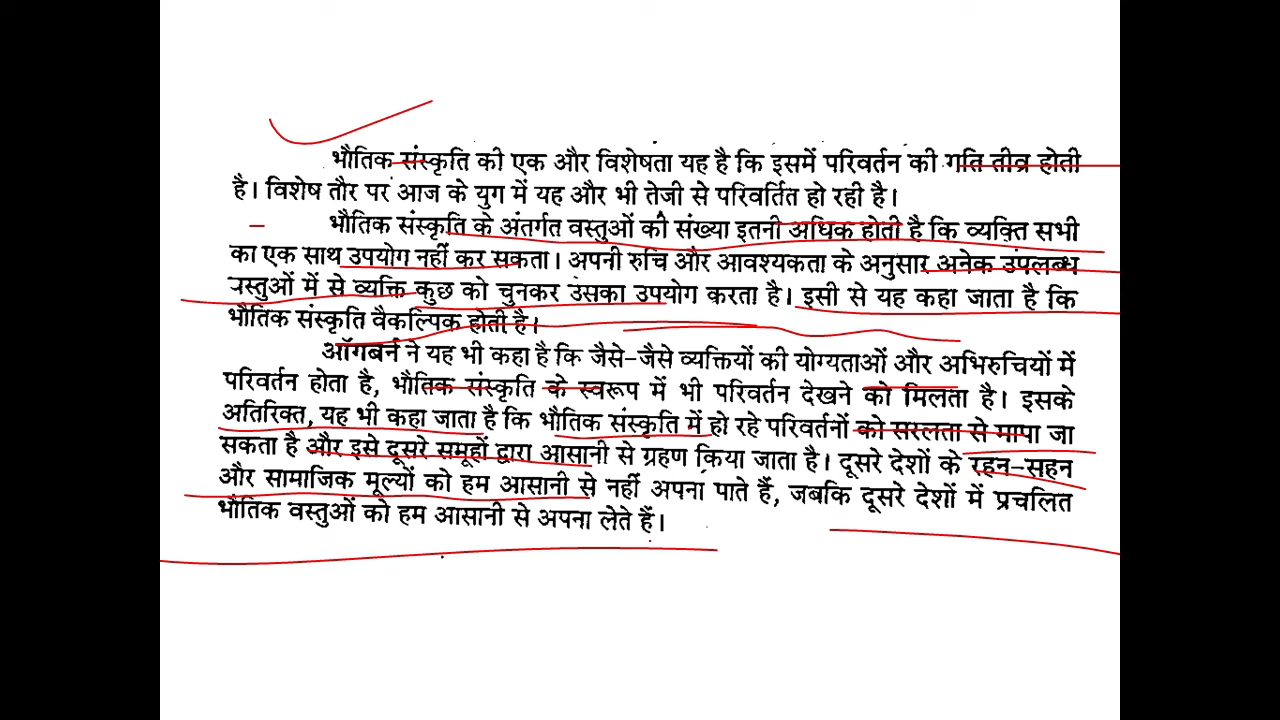 भौतिक संस्कृति की एक और विशेषता यह है कि इसमें परिवर्तन की गति तीव्र होती
है। विशेष तौर पर आज के युग में यह और भी तेजी से परिवर्तित हो रही है।
भौतिक संस्कृति के अंतर्गत वस्तुओं की संख्या इतनी अधिक होती है कि व्यक्ति सभी
का एक साथ उपयोग नहीं कर सकता। अपनी रुचि और आवश्यकता के अनुसार अनेक उपलब्ध
वस्तुओं में से व्यक्ति कुछ को चुनकर उसका उपयोग करता है। इसी से यह कहा जाता है कि
भौतिक संस्कृति वैकल्पिक होती है।
ऑगबर्न ने यह भी कहा है कि जैसे-जैसे व्यक्तियों की योग्यताओं और अभिरुचियों में
परिवर्तन होता है, भौतिक संस्कृति के स्वरूप में भी परिवर्तन देखने को मिलता है। इसके
अतिरिक्त, यह भी कहा जाता है कि भौतिक संस्कृति में हो रहे परिवर्तनों को सरलता से मापा जा
सकता है और इसे दूसरे समूहों द्वारा आसानी से ग्रहण किया जाता है। दूसरे देशों के रहन-सहन
और सामाजिक मूल्यों को हम आसानी से नहीं अपना पाते हैं, जबकि दूसरे देशों में प्रचलित
भौतिक वस्तुओं को हम आसानी से अपना लेते हैं।